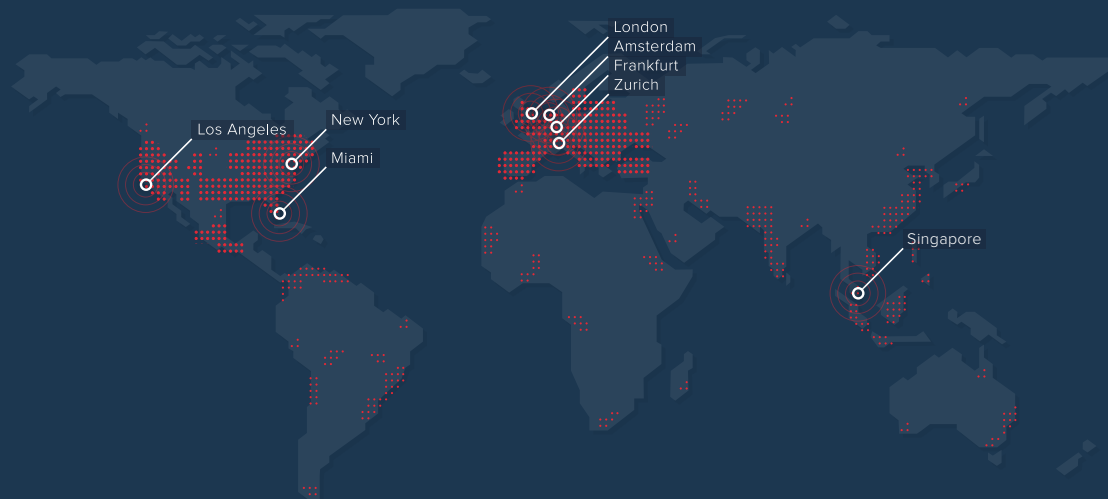 London
Amsterdam
Frankfurt
Zurich
New York
Los Angeles
Miami
Singapore